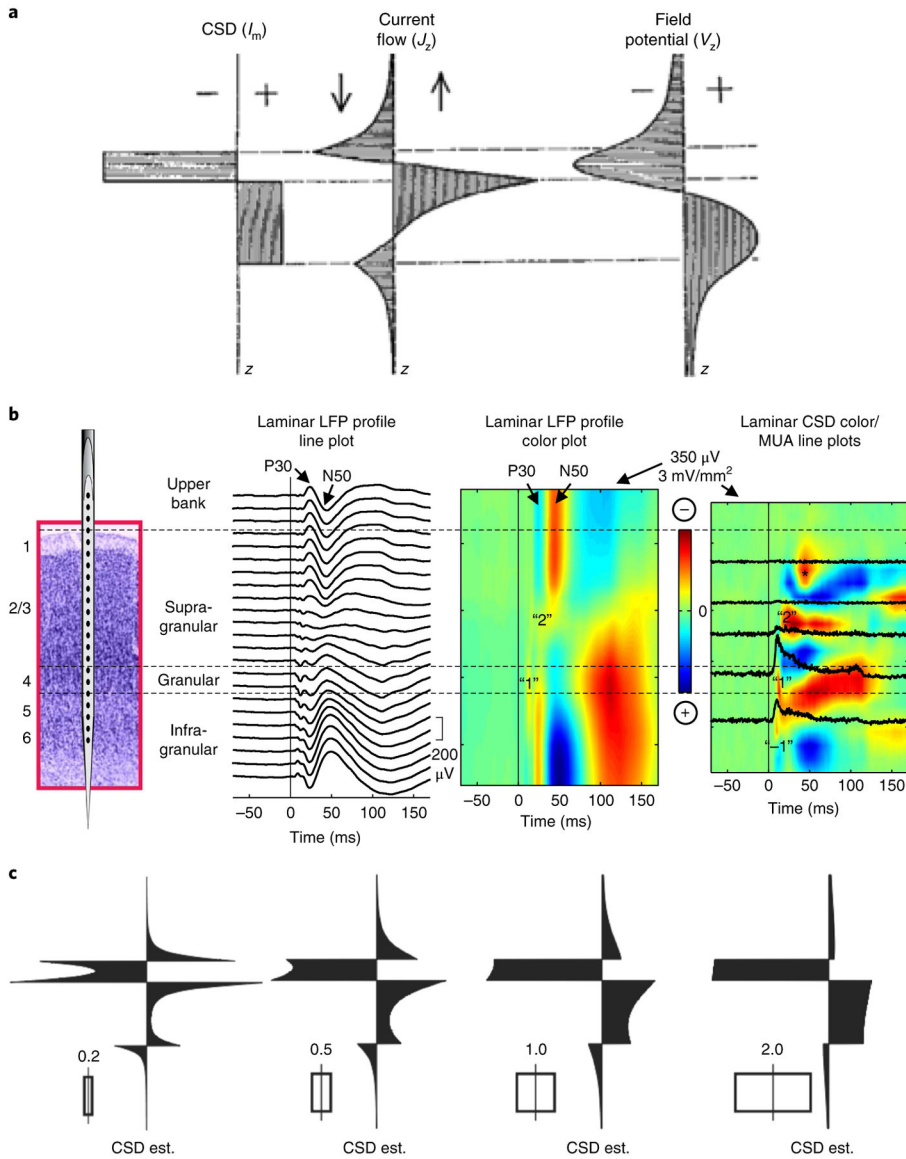 a
CSD (Im)
Current
flow (Jz)
Field
potential (Vz)
− + ↓ ↑ − +
z z z
b
Laminar LFP profile
line plot
Laminar LFP profile
color plot
Laminar CSD color/
MUA line plots
P30
N50
P30 N50
350 µV
3 mV/mm²
Upper
bank
1
2/3
Supra-
granular
4
Granular
5
6
Infra-
granular
200
µV
−50 0 50 100 150
Time (ms)
"2"
"1"
−50 0 50 100 150
Time (ms)
−
0
+
*
"2"
"1"
"−1"
−50 0 50 100 150
Time (ms)
c
0.2 0.5 1.0 2.0
CSD est. CSD est. CSD est. CSD est.